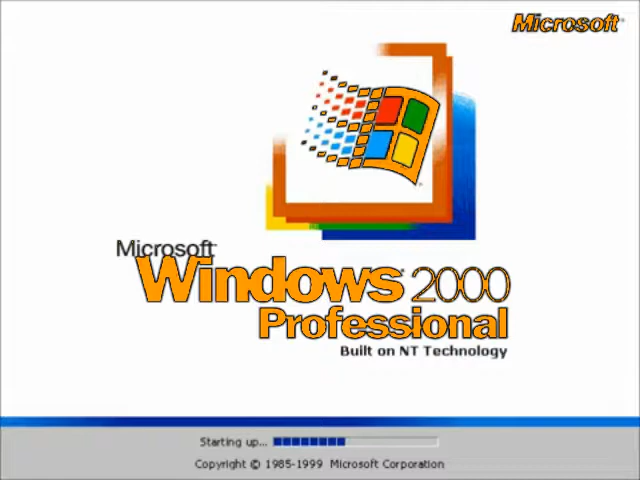 Microsoft
Microsoft
Windows 2000
Professional
Built on NT Technology
Starting up...
Copyright © 1985-1999 Microsoft Corporation